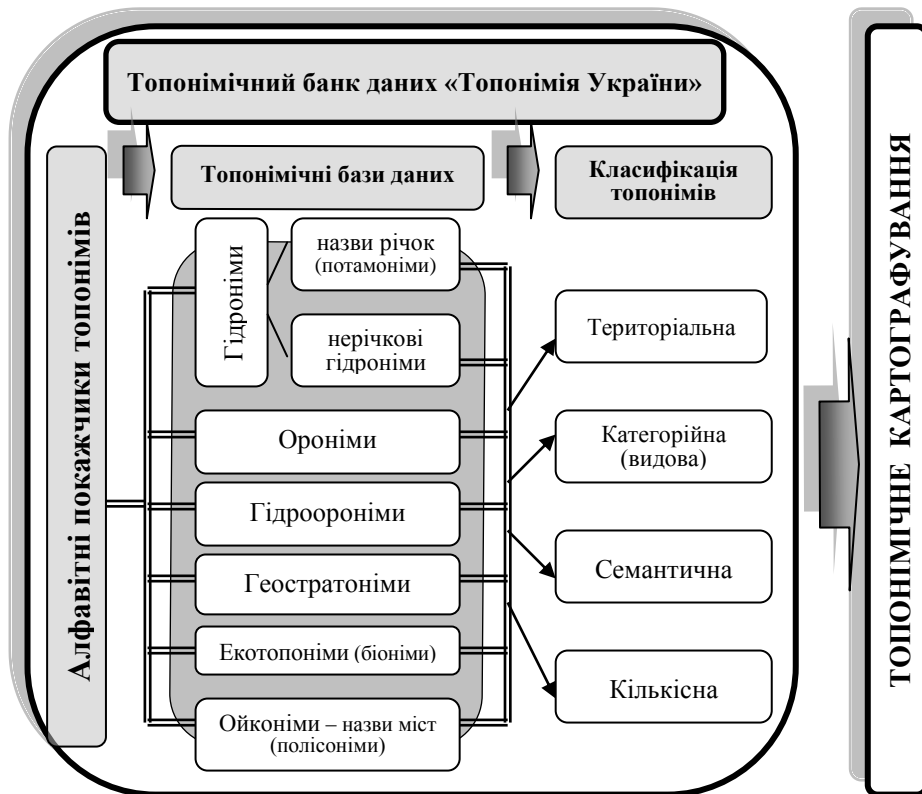 Топонімічний банк даних «Топонімія України»
Алфавітні покажчики топонімів
Топонімічні бази даних
Гідроніми
назви річок
(потамоніми)
нерічкові
гідроніми
Ороніми
Гідроороніми
Геостратоніми
Екотопоніми (біоніми)
Ойконіми – назви міст
(полісоніми)
Класифікація
топонімів
Територіальна
Категорійна
(видова)
Семантична
Кількісна
ТОПОНІМІЧНЕ КАРТОГРАФУВАННЯ